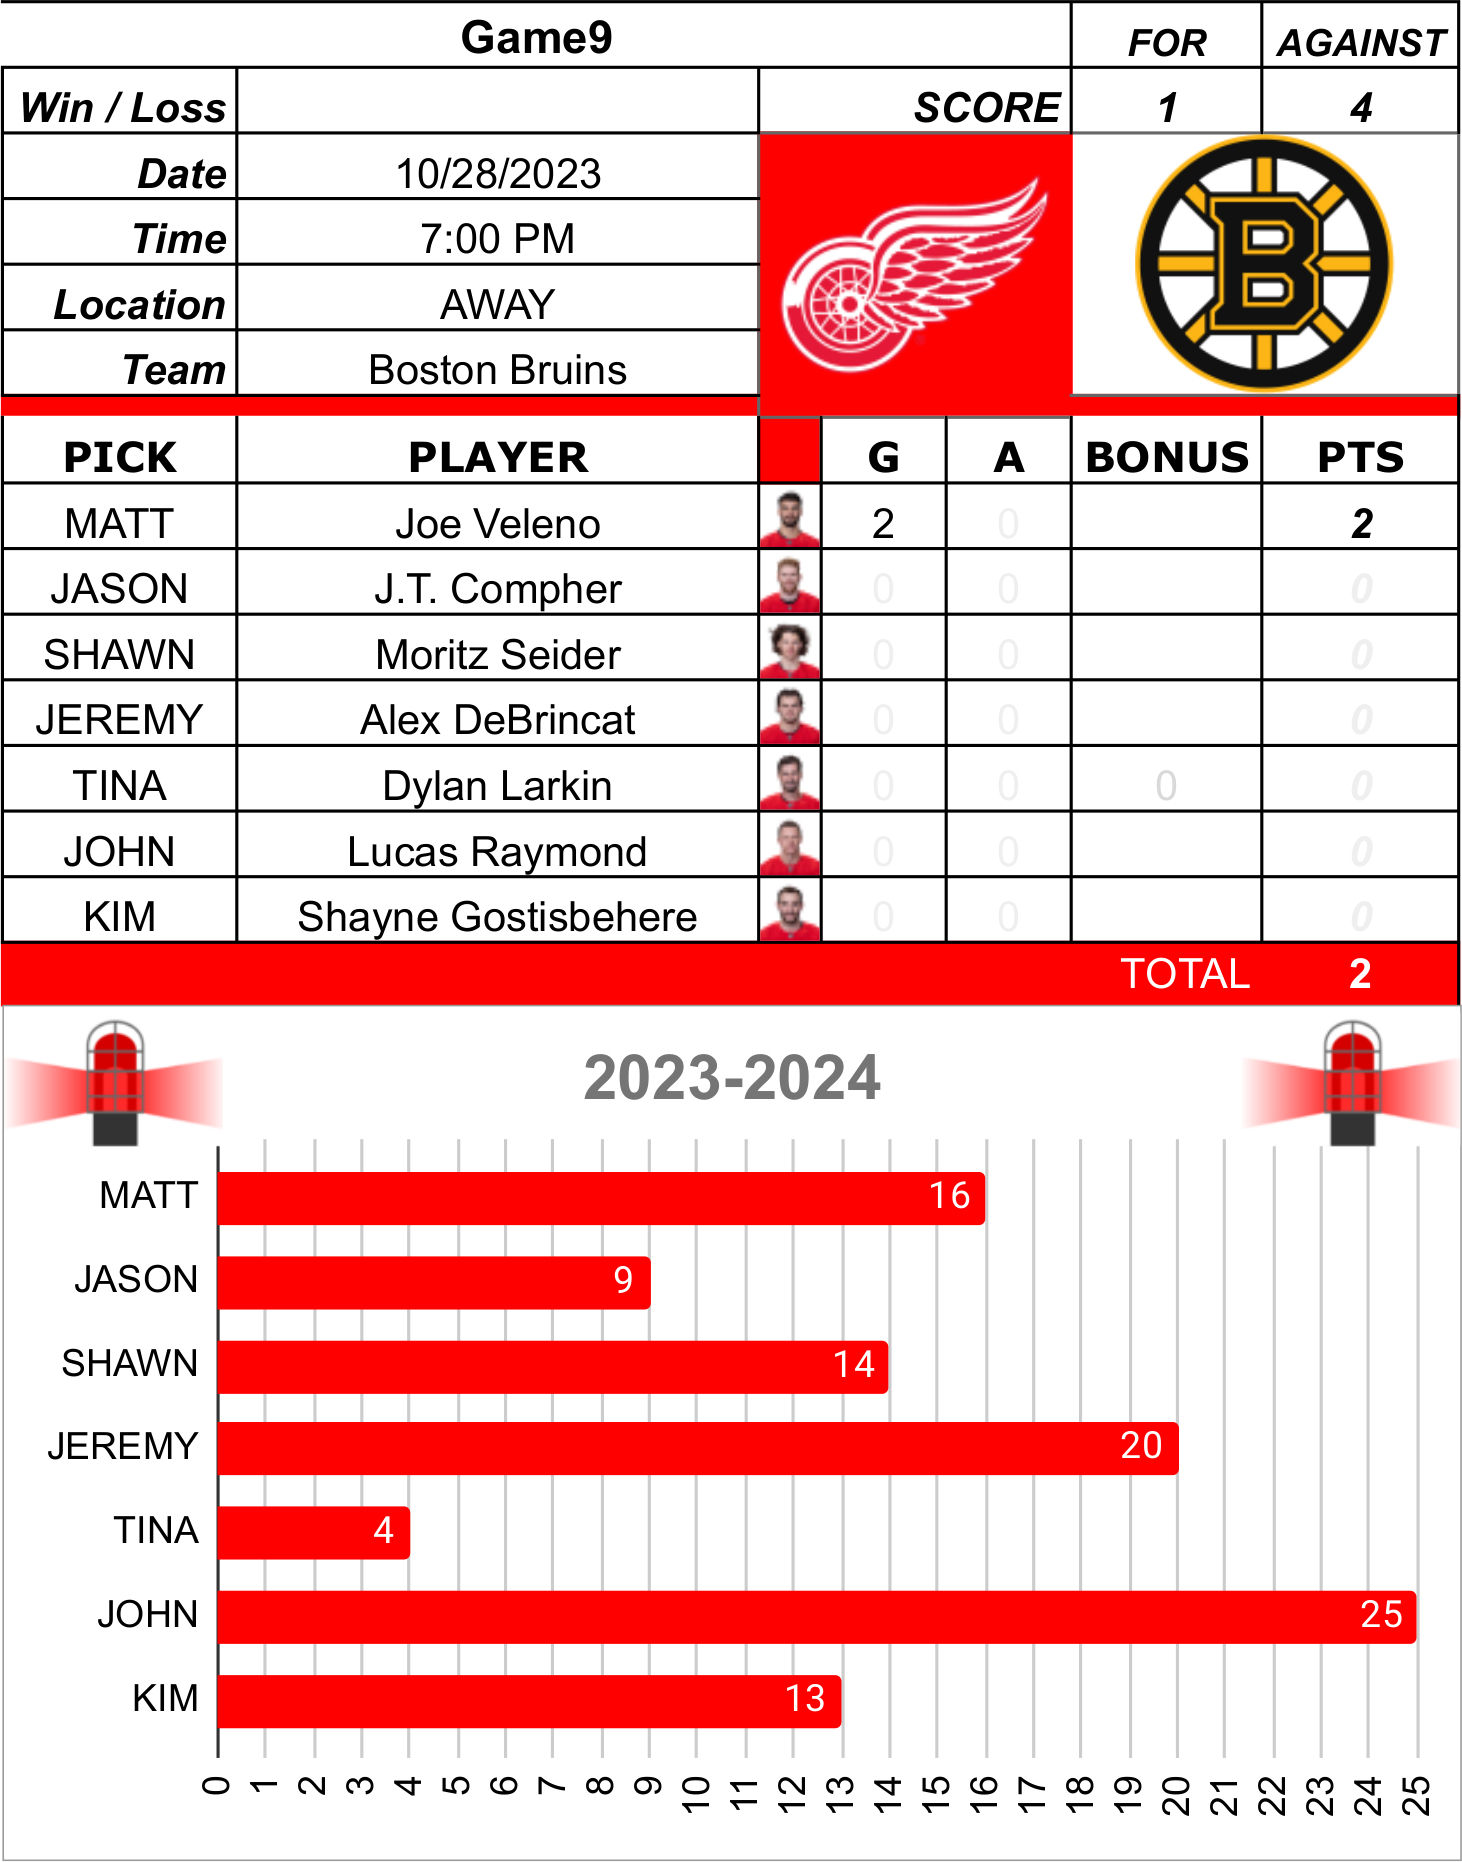 Game9 FOR AGAINST
Win / Loss SCORE 1 4
Date 10/28/2023
Time 7:00 PM
Location AWAY
Team Boston Bruins
B
PICK PLAYER G A BONUS PTS
MATT Joe Veleno 2 0 2
JASON J.T. Compher 0 0 0
SHAWN Moritz Seider 0 0 0
JEREMY Alex DeBrincat 0 0 0
TINA Dylan Larkin 0 0 0 0
JOHN Lucas Raymond 0 0 0
KIM Shayne Gostisbehere 0 0 0
TOTAL 2
2023-2024
MATT 16
JASON 9
SHAWN 14
JEREMY 20
TINA 4
JOHN 25
KIM 13
0 1 2 3 4 5 6 7 8 9 10 11 12 13 14 15 16 17 18 19 20 21 22 23 24 25